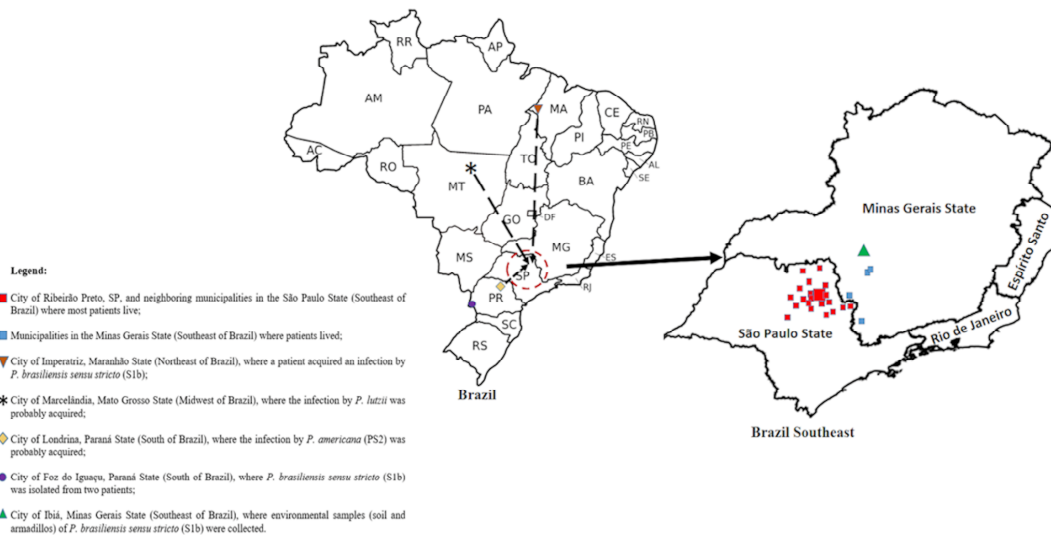 RR
AP
AM
PA
MA
CE
RN
PB
PI
PE
AL
SE
AC
RO
TO
BA
MT
GO
DF
MG
MS
ES
SP
RJ
PR
SC
RS
Brazil
Minas Gerais State
Espírito Santo
São Paulo State
Rio de Janeiro
Brazil Southeast
Legend:
City of Ribeirão Preto, SP, and neighboring municipalities in the São Paulo State (Southeast of
Brazil) where most patients live;
Municipalities in the Minas Gerais State (Southeast of Brazil) where patients lived;
City of Imperatriz, Maranhão State (Northeast of Brazil), where a patient acquired an infection by
P. brasiliensis sensu stricto (S1b);
City of Marcelândia, Mato Grosso State (Midwest of Brazil), where the infection by P. lutzii was
probably acquired;
City of Londrina, Paraná State (South of Brazil), where the infection by P. americana (PS2) was
probably acquired;
City of Foz do Iguaçu, Paraná State (South of Brazil), where P. brasiliensis sensu stricto (S1b)
was isolated from two patients;
City of Ibiá, Minas Gerais State (Southeast of Brazil), where environmental samples (soil and
armadillos) of P. brasiliensis sensu stricto (S1b) were collected.